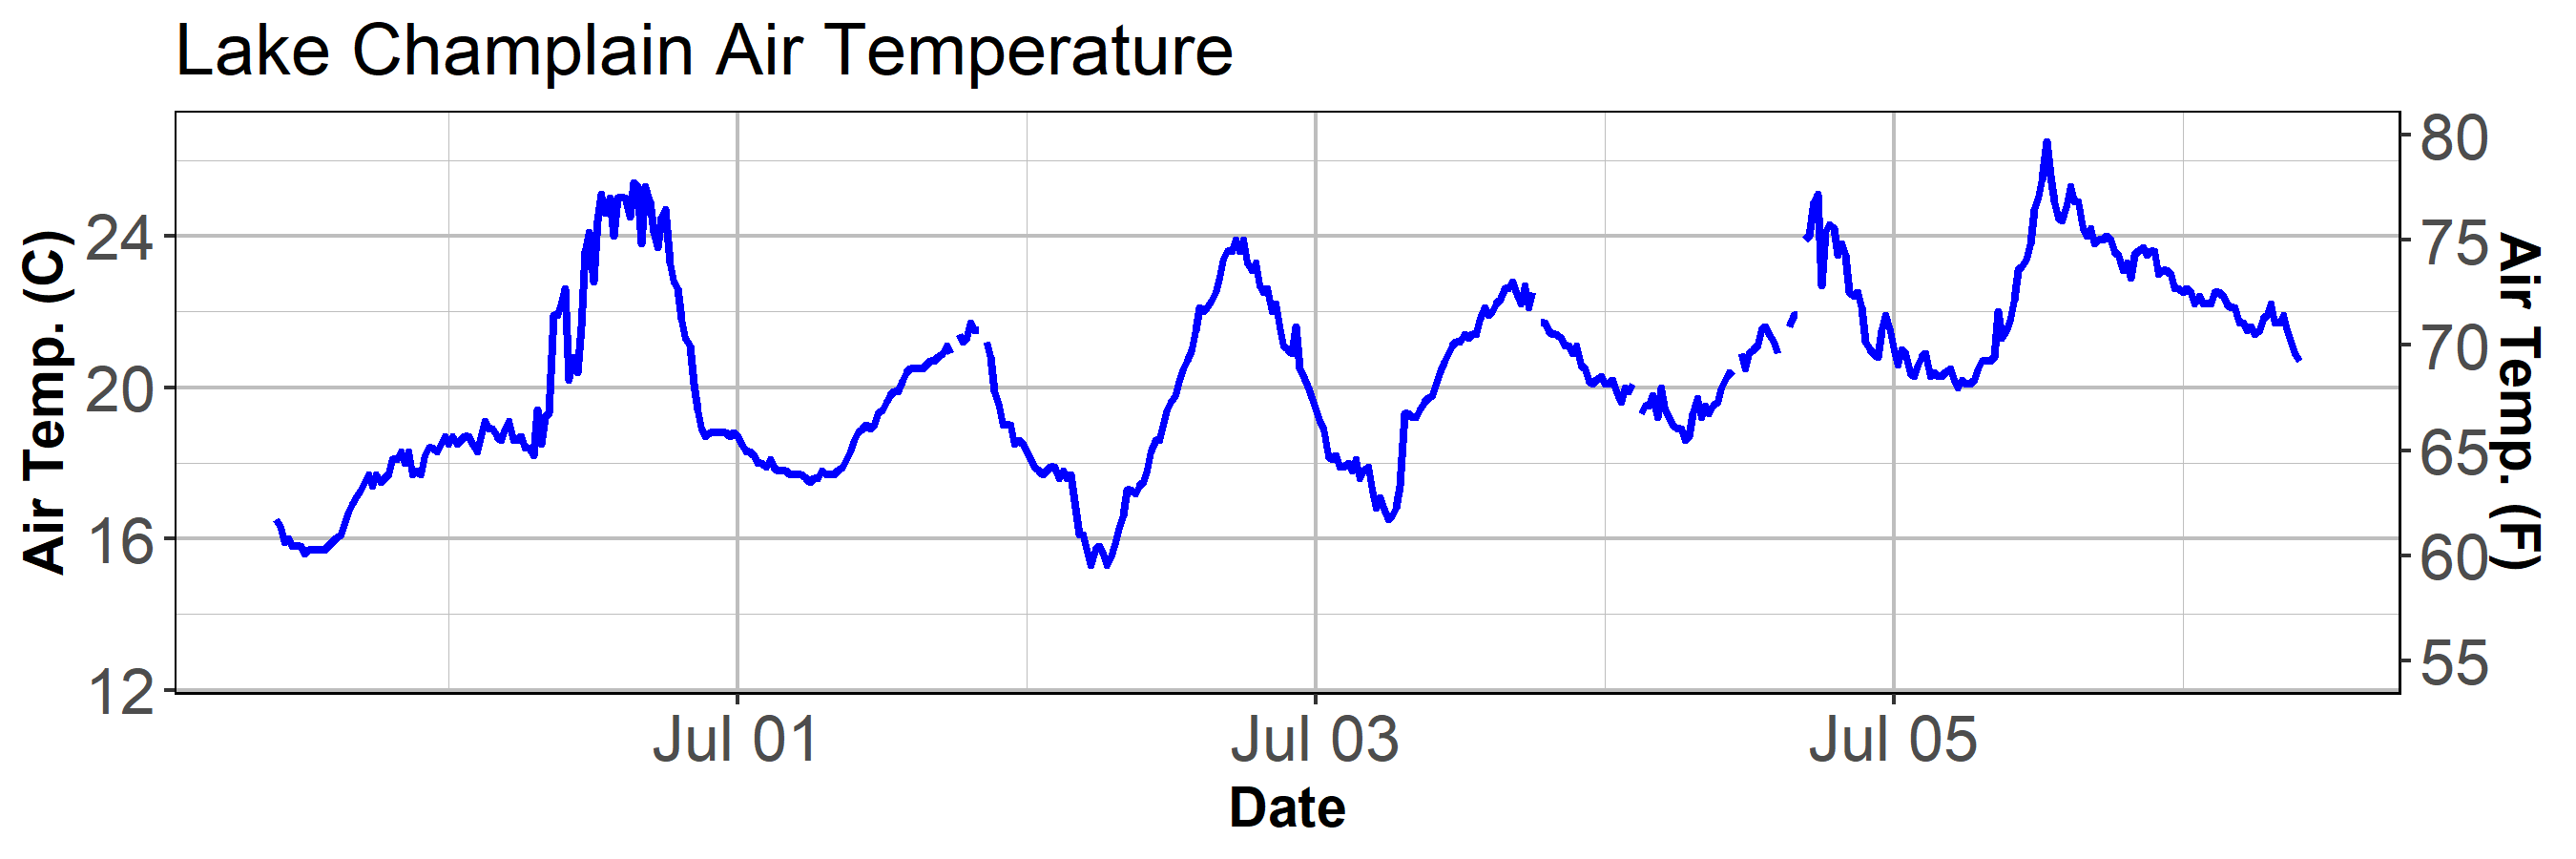 Lake Champlain Air Temperature
Air Temp. (C)
24
20
16
12
80
75
70
65
60
55
Air Temp. (F)
Jul 01 Jul 03 Jul 05
Date